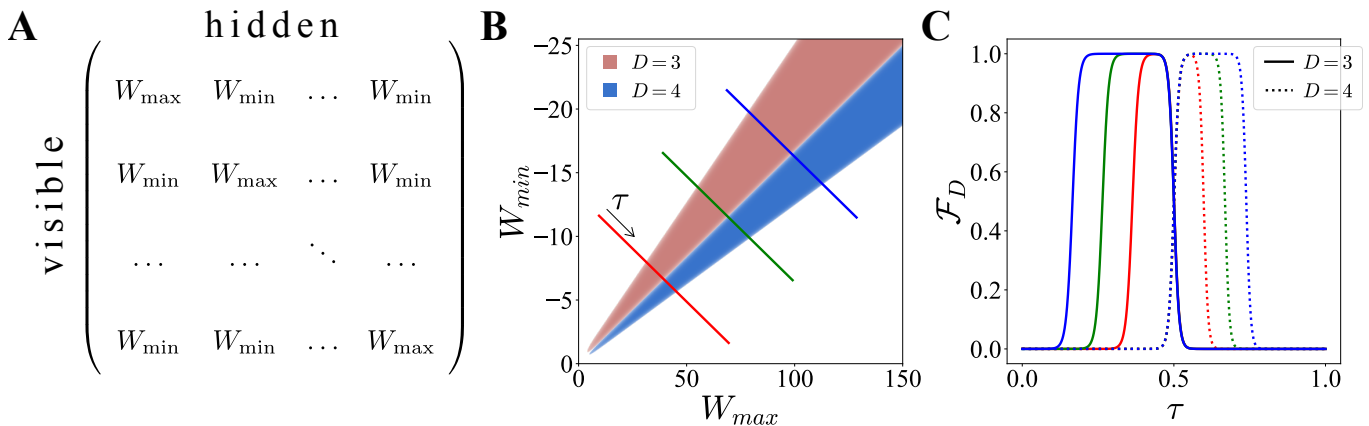 A
hidden
visible
W_max W_min ... W_min
W_min W_max ... W_min
... ... ⋱ ...
W_min W_min ... W_max
B
W_min
−25
−20
−15
−10
−5
0
D = 3
D = 4
τ
0 50 100 150
W_max
C
F_D
1.0
0.8
0.6
0.4
0.2
0.0
D = 3
D = 4
0.0 0.5 1.0
τ